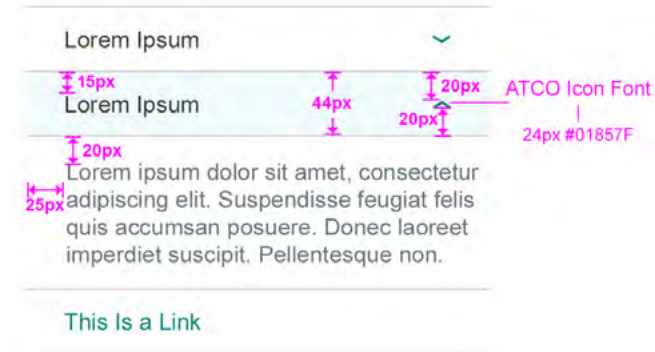 Lorem Ipsum
15px
20px
ATCO Icon Font
Lorem Ipsum
44px
20px
24px #01857F
20px
Lorem ipsum dolor sit amet, consectetur
25px
adipiscing elit. Suspendisse feugiat felis
quis accumsan posuere. Donec laoreet
imperdiet suscipit. Pellentesque non.
This Is a Link